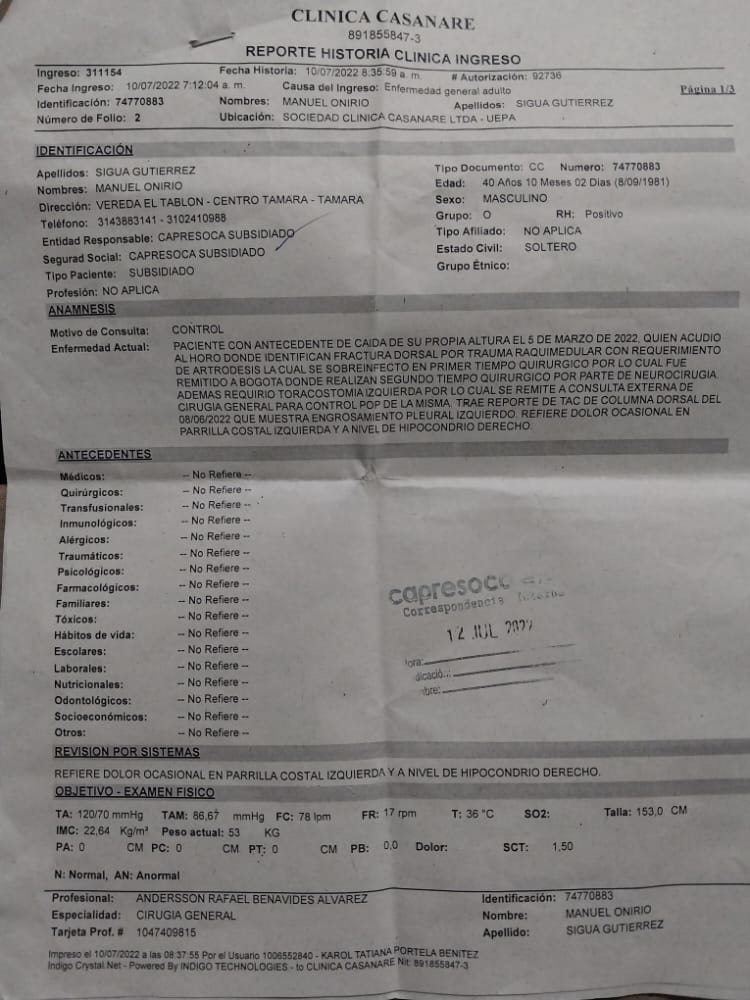 CLINICA CASANARE
891855847-3
REPORTE HISTORIA CLINICA INGRESO
Ingreso: 311154 Fecha Historia: 10/07/2022 8:35:59 a. m. # Autorización: 92736
Fecha Ingreso: 10/07/2022 7:12:04 a. m. Causa del Ingreso: Enfermedad general adulto Página 1/3
Identificación: 74770883 Nombres: MANUEL ONIRIO Apellidos: SIGUA GUTIERREZ
Número de Folio: 2 Ubicación: SOCIEDAD CLINICA CASANARE LTDA - UEPA
IDENTIFICACIÓN
Apellidos: SIGUA GUTIERREZ Tipo Documento: CC Numero: 74770883
Nombres: MANUEL ONIRIO Edad: 40 Años 10 Meses 02 Dias (8/09/1981)
Dirección: VEREDA EL TABLON - CENTRO TAMARA - TAMARA Sexo: MASCULINO
Teléfono: 3143883141 - 3102410988 Grupo: O RH: Positivo
Entidad Responsable: CAPRESOCA SUBSIDIADO Tipo Afiliado: NO APLICA
Segurad Social: CAPRESOCA SUBSIDIADO Estado Civil: SOLTERO
Tipo Paciente: SUBSIDIADO Grupo Étnico:
Profesión: NO APLICA
ANAMNESIS
Motivo de Consulta: CONTROL
Enfermedad Actual: PACIENTE CON ANTECEDENTE DE CAIDA DE SU PROPIA ALTURA EL 5 DE MARZO DE 2022, QUIEN ACUDIO
AL HORO DONDE IDENTIFICAN FRACTURA DORSAL POR TRAUMA RAQUIMEDULAR CON REQUERIMIENTO
DE ARTRODESIS LA CUAL SE SOBREINFECTO EN PRIMER TIEMPO QUIRURGICO POR LO CUAL FUE
REMITIDO A BOGOTA DONDE REALIZAN SEGUNDO TIEMPO QUIRURGICO POR PARTE DE NEUROCIRUGIA.
ADEMAS REQUIRIO TORACOSTOMIA IZQUIERDA POR LO CUAL SE REMITE A CONSULTA EXTERNA DE
CIRUGIA GENERAL PARA CONTROL POP DE LA MISMA. TRAE REPORTE DE TAC DE COLUMNA DORSAL DEL
08/06/2022 QUE MUESTRA ENGROSAMIENTO PLEURAL IZQUIERDO. REFIERE DOLOR OCASIONAL EN
PARRILLA COSTAL IZQUIERDA Y A NIVEL DE HIPOCONDRIO DERECHO.
ANTECEDENTES
Médicos: -- No Refiere --
Quirúrgicos: -- No Refiere --
Transfusionales: -- No Refiere --
Inmunológicos: -- No Refiere --
Alérgicos: -- No Refiere --
Traumáticos: -- No Refiere --
Psicológicos: -- No Refiere --
Farmacológicos: -- No Refiere --
Familiares: -- No Refiere --
Tóxicos: -- No Refiere --
Hábitos de vida: -- No Refiere --
Escolares: -- No Refiere --
Laborales: -- No Refiere --
Nutricionales: -- No Refiere --
Odontológicos: -- No Refiere --
Socioeconómicos: -- No Refiere --
Otros: -- No Refiere --
capresoca
Correspondencia
12 JUL 2022
REVISION POR SISTEMAS
REFIERE DOLOR OCASIONAL EN PARRILLA COSTAL IZQUIERDA Y A NIVEL DE HIPOCONDRIO DERECHO.
OBJETIVO - EXAMEN FISICO
TA: 120/70 mmHg TAM: 86,67 mmHg FC: 78 lpm FR: 17 rpm T: 36 °C SO2: Talla: 153,0 CM
IMC: 22,64 Kg/m² Peso actual: 53 KG
PA: 0 CM PC: 0 CM PT: 0 CM PB: 0,0 Dolor: SCT: 1,50
N: Normal, AN: Anormal
Profesional: ANDERSSON RAFAEL BENAVIDES ALVAREZ Identificación: 74770883
Especialidad: CIRUGIA GENERAL Nombre: MANUEL ONIRIO
Tarjeta Prof. # 1047409815 Apellido: SIGUA GUTIERREZ
Impreso el 10/07/2022 a las 08:37:55 Por el Usuario 1006552840 - KAROL TATIANA PORTELA BENITEZ
Indigo Crystal.Net - Powered By INDIGO TECHNOLOGIES - to CLINICA CASANARE Nit: 891855847-3